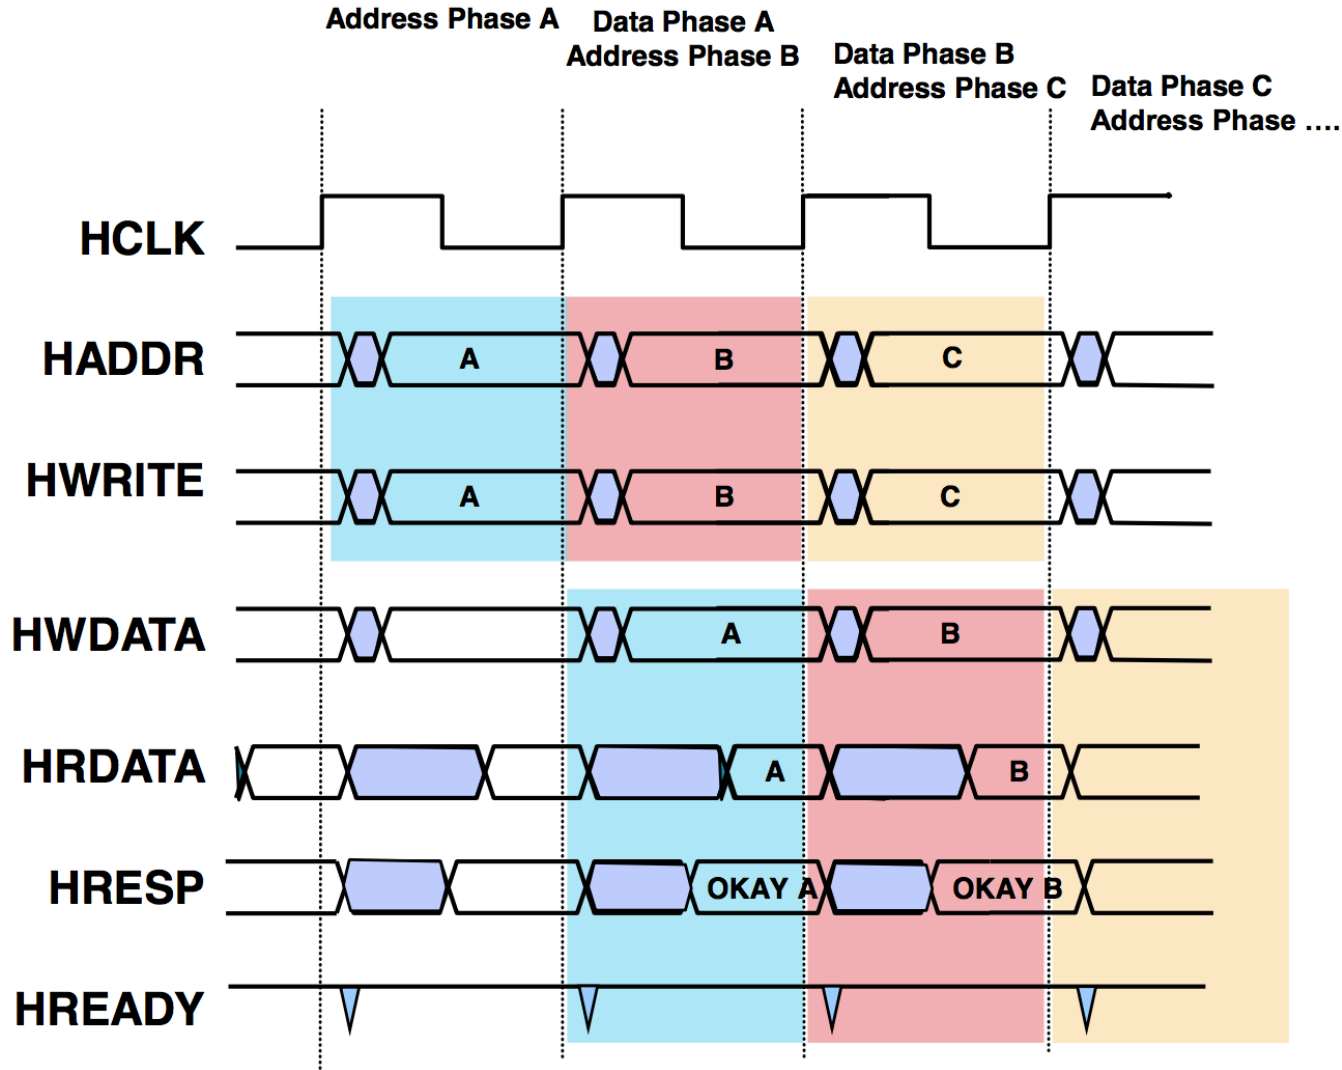 Address Phase A
Data Phase A
Address Phase B
Data Phase B
Address Phase C
Data Phase C
Address Phase ....
HCLK
HADDR
A
B
C
HWRITE
A
B
C
HWDATA
A
B
HRDATA
A
B
HRESP
OKAY A
OKAY B
HREADY